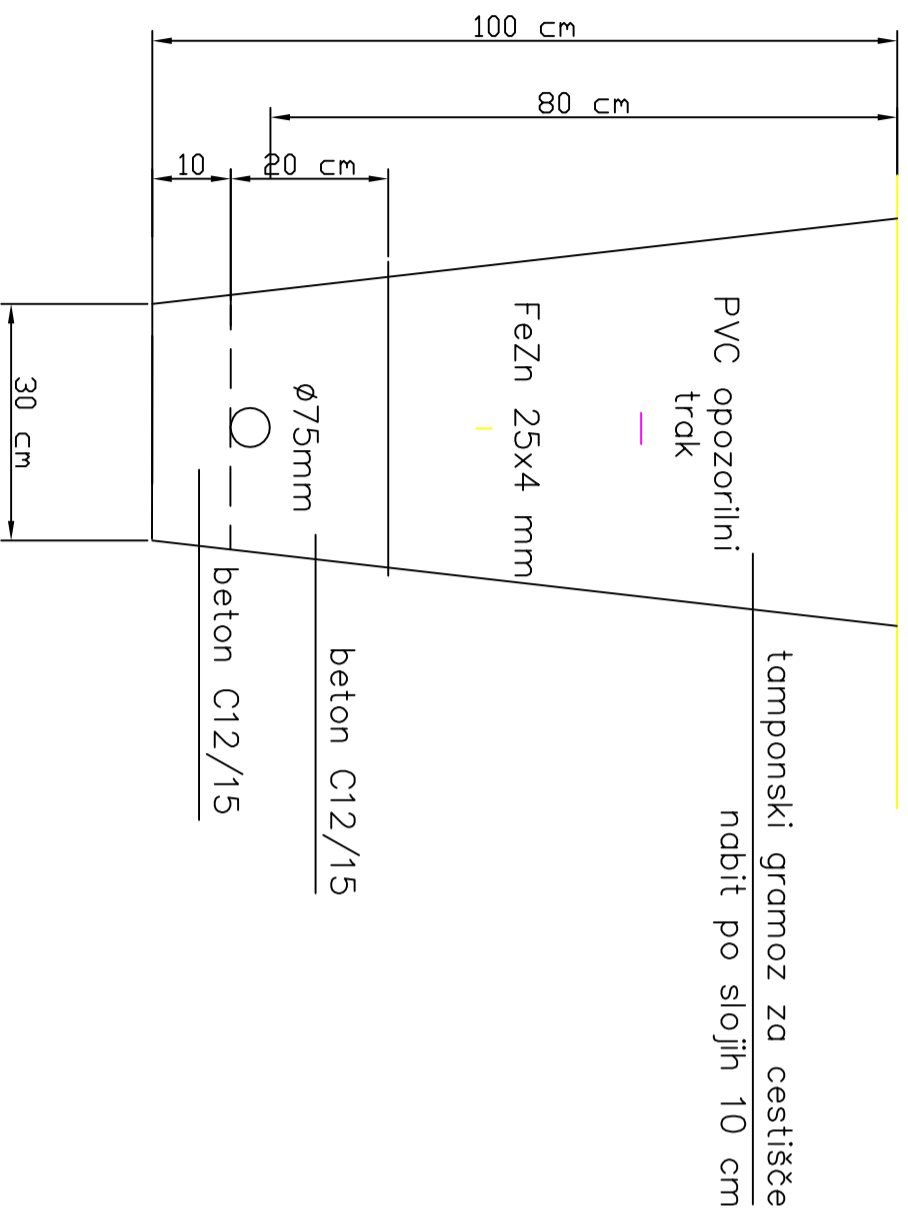 100 cm
80 cm
10
20 cm
30 cm
PVC opozorilni
trak
FeZn 25x4 mm
ø75mm
beton C12/15
beton C12/15
tamponski gramoz za cestišče
nabit po slojih 10 cm